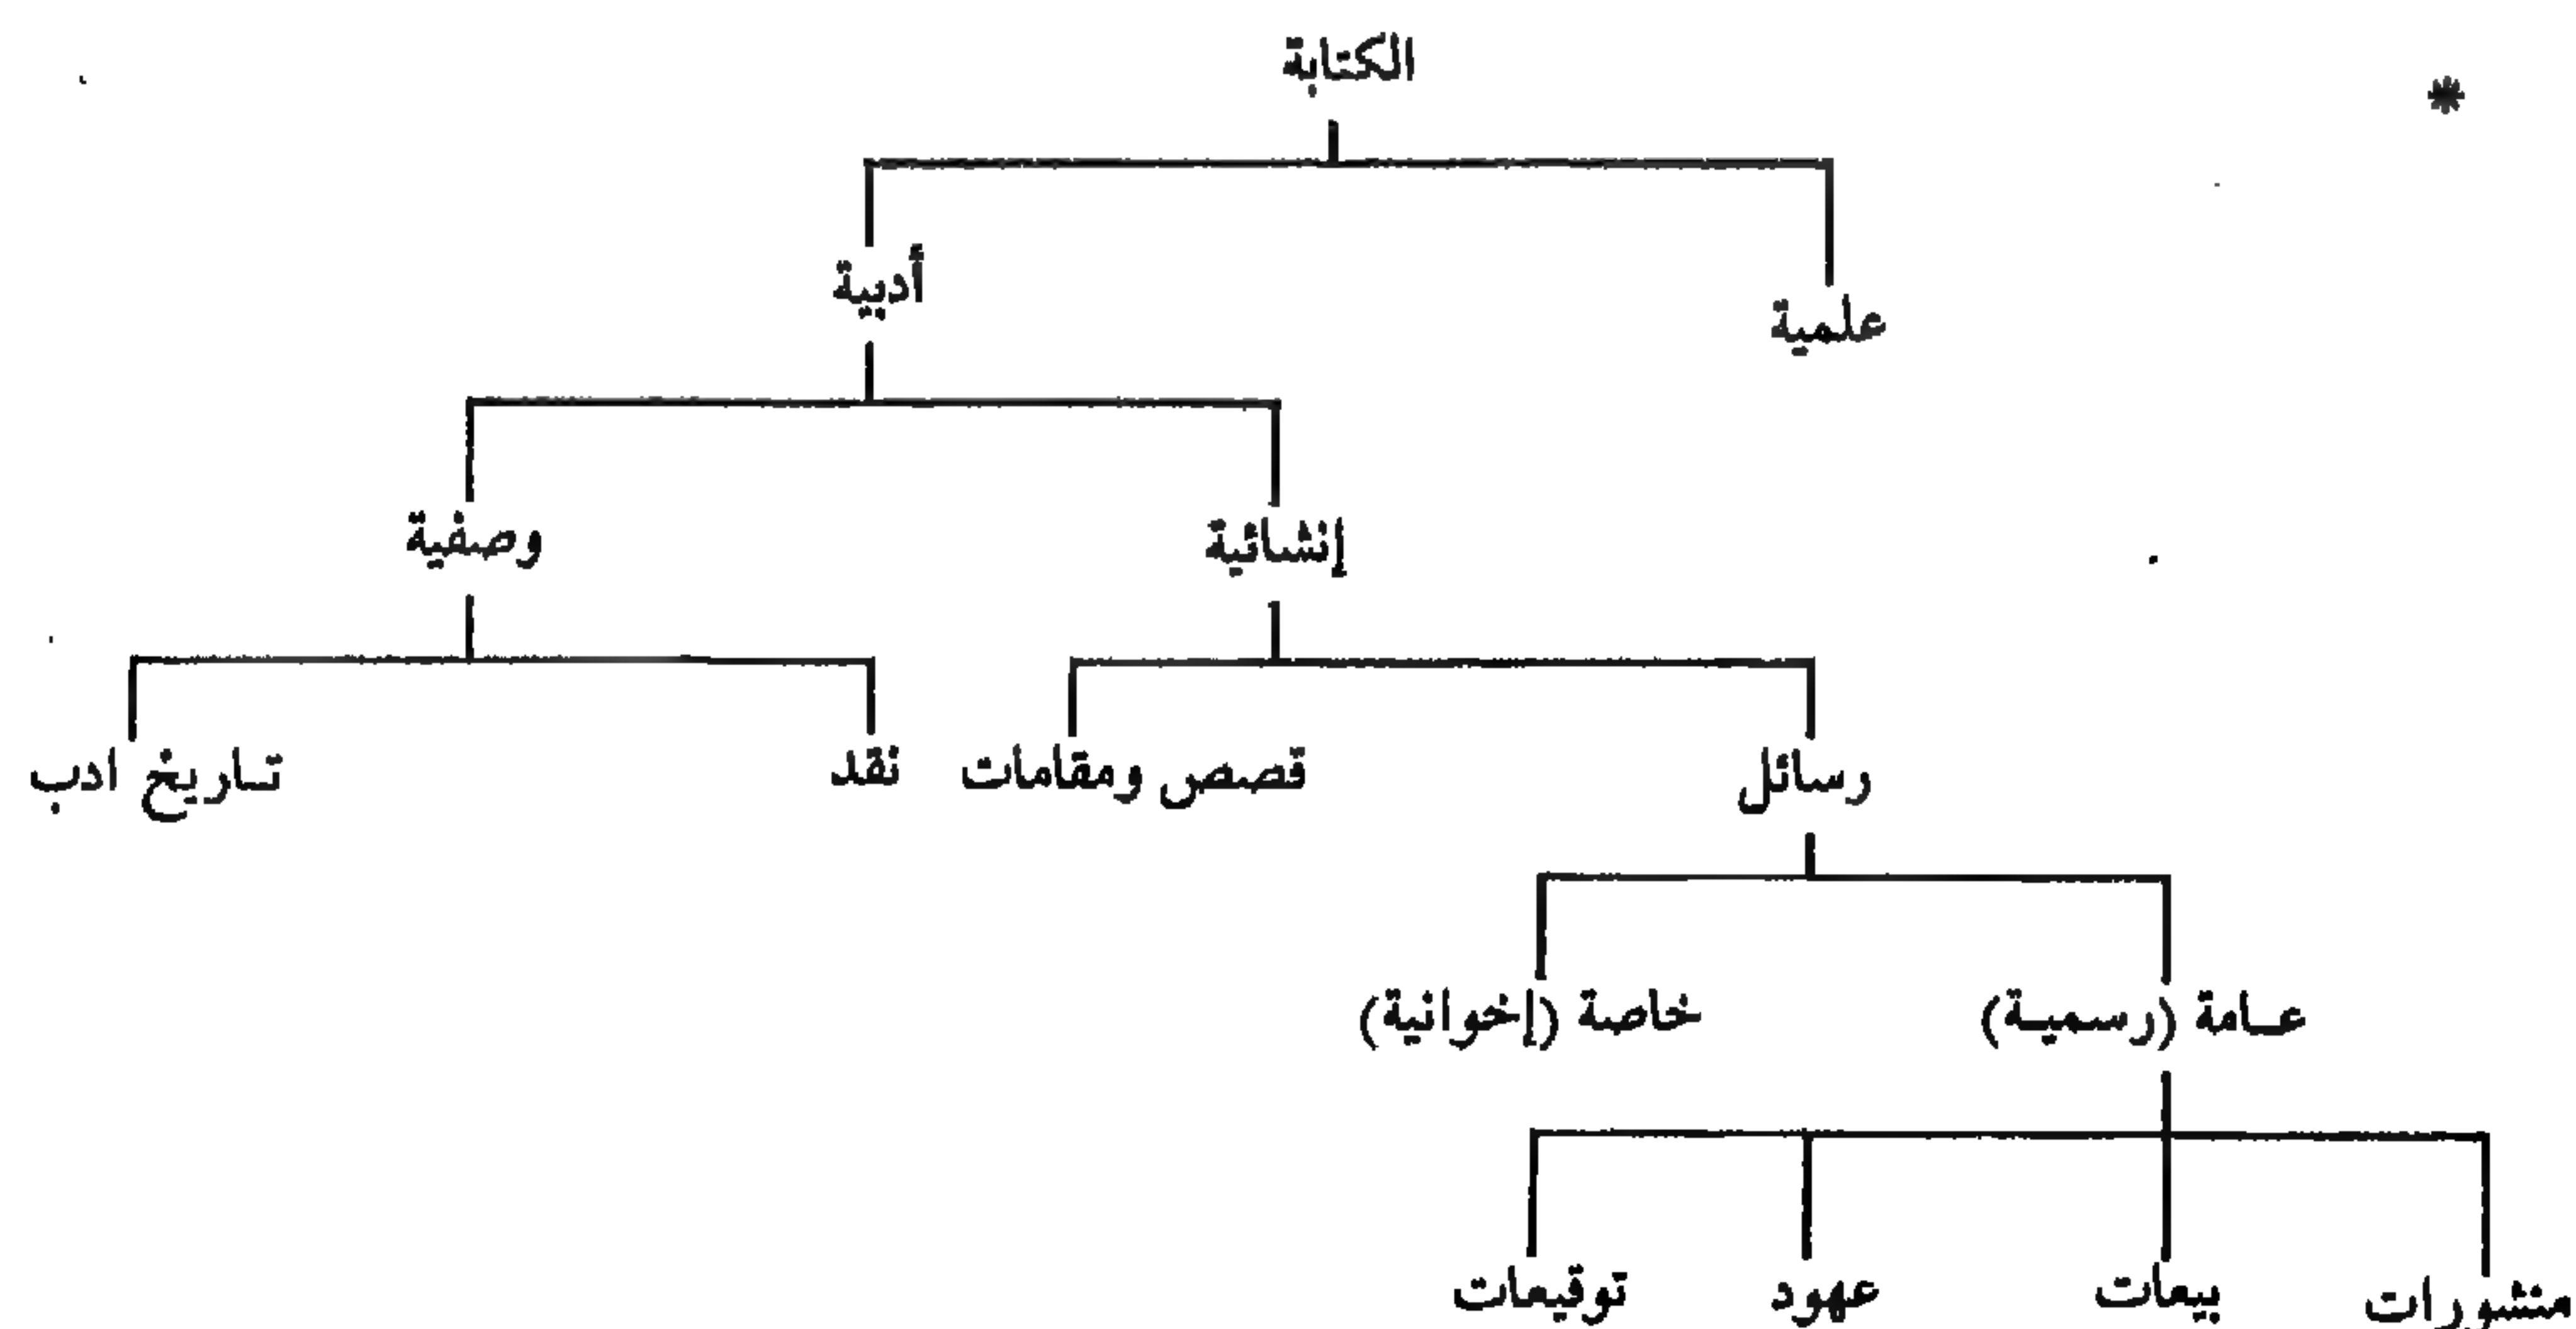 الكتابة
*
علمية أدبية
إنشائية وصفية
رسائل قصص ومقامات نقد تاريخ ادب
عامة (رسمية) خاصة (إخوانية)
منشورات بيعات عهود توقيعات